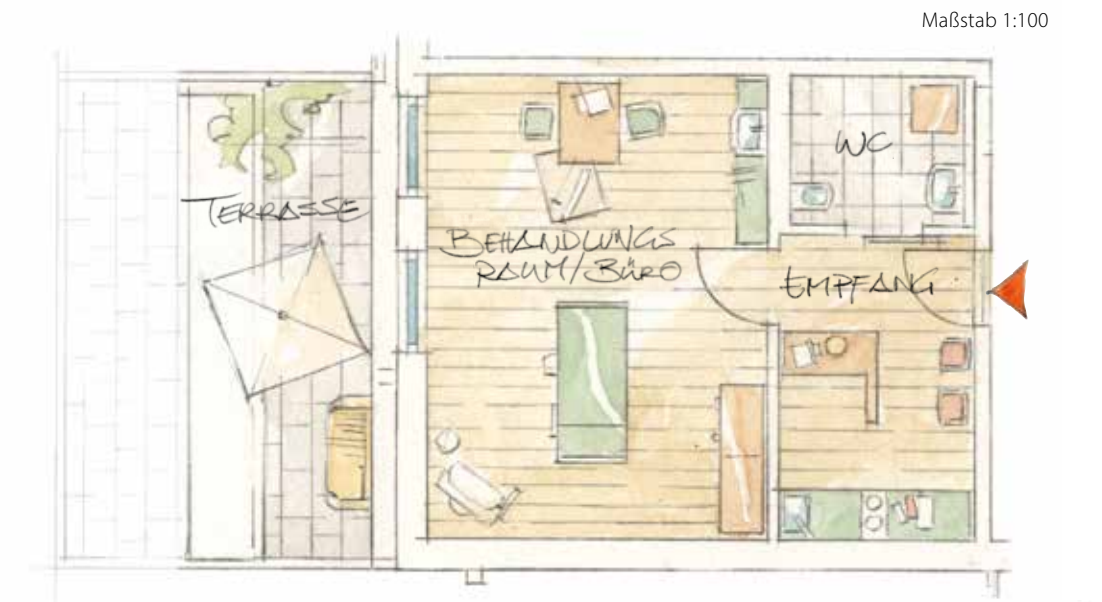 Maßstab 1:100
WC
TERRASSE
BEHANDLUNGS
RAUM/BÜRO
EMPFANG